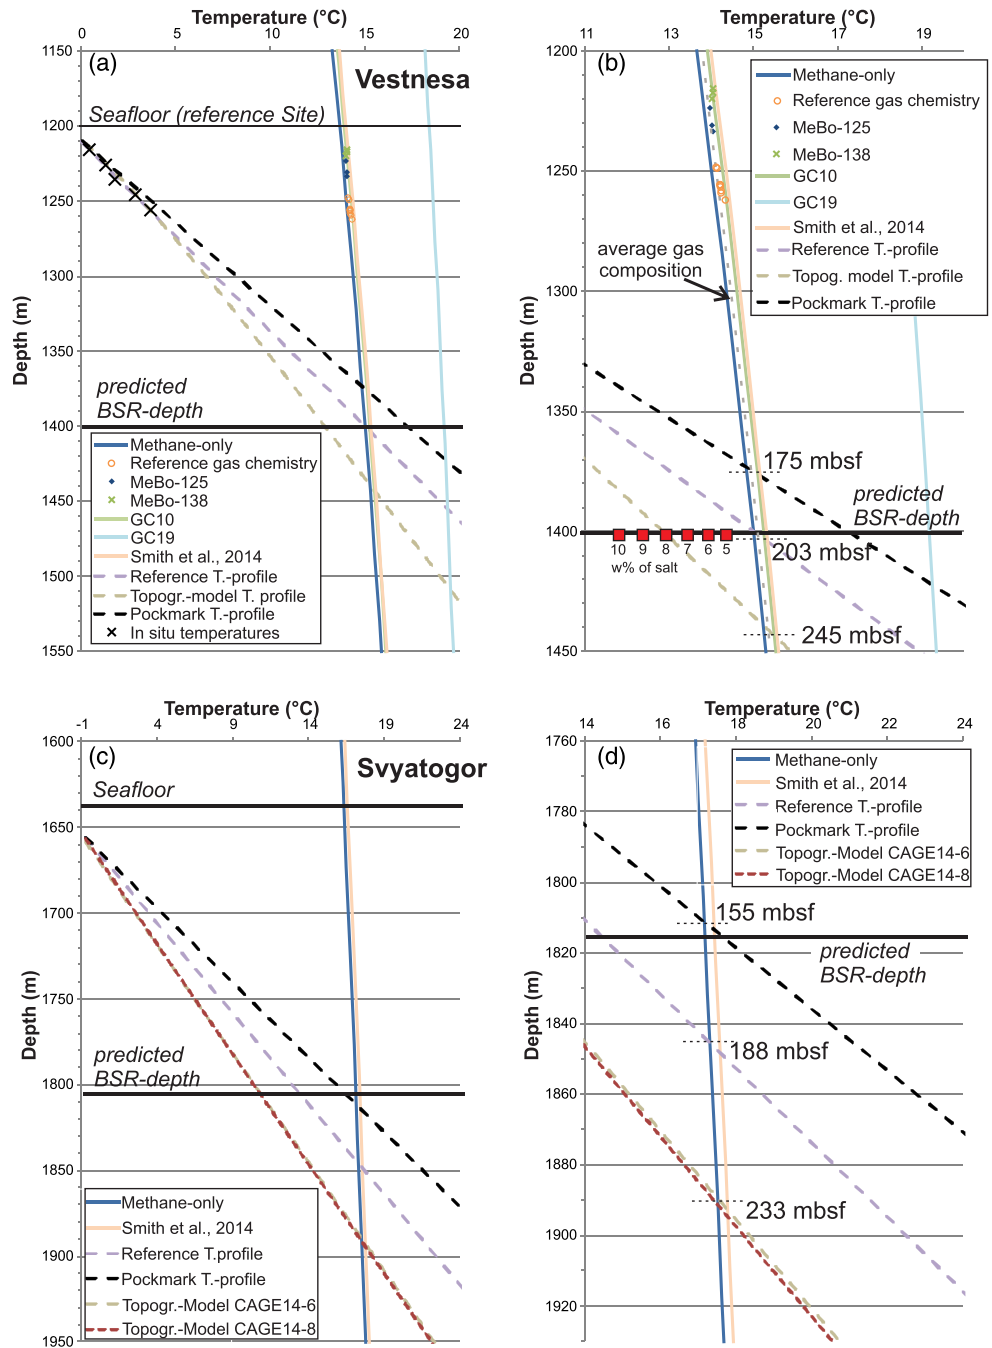 Temperature (°C)
0 5 10 15 20
(a)
Vestnesa
Seafloor (reference Site)
predicted
BSR-depth
Depth (m)
1150
1200
1250
1300
1350
1400
1450
1500
1550
Methane-only
Reference gas chemistry
MeBo-125
MeBo-138
GC10
GC19
Smith et al., 2014
Reference T.-profile
Topogr.-model T. profile
Pockmark T.-profile
In situ temperatures
Temperature (°C)
11 13 15 17 19
(b)
Depth (m)
1200
1250
1300
1350
1400
1450
Methane-only
Reference gas chemistry
MeBo-125
MeBo-138
GC10
GC19
Smith et al., 2014
Reference T.-profile
Topog. model T.-profile
Pockmark T.-profile
average gas
composition
175 mbsf
predicted
BSR-depth
203 mbsf
10 9 8 7 6 5
w% of salt
245 mbsf
Temperature (°C)
-1 4 9 14 19 24
(c)
Svyatogor
Seafloor
predicted
BSR-depth
Depth (m)
1600
1650
1700
1750
1800
1850
1900
1950
Methane-only
Smith et al., 2014
Reference T.profile
Pockmark T.-profile
Topogr.-Model CAGE14-6
Topogr.-Model CAGE14-8
Temperature (°C)
14 16 18 20 22 24
(d)
Depth (m)
1760
1780
1800
1820
1840
1860
1880
1900
1920
Methane-only
Smith et al., 2014
Reference T.-profile
Pockmark T.-profile
Topogr.-Model CAGE14-6
Topogr.-Model CAGE14-8
155 mbsf
predicted
BSR-depth
188 mbsf
233 mbsf